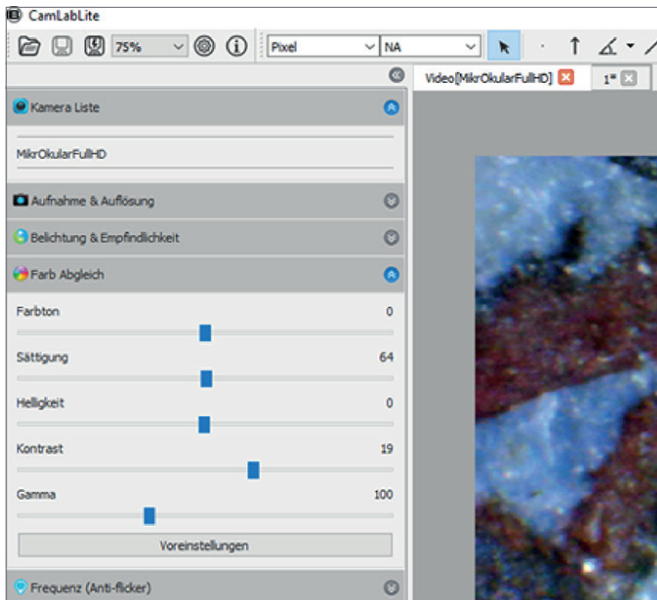 CamLabLite
75% Pixel NA
Video[MikrOkularFullHD] 1*
Kamera Liste
MikrOkularFullHD
Aufnahme & Auflösung
Belichtung & Empfindlichkeit
Farb Abgleich
Farbton 0
Sättigung 64
Helligkeit 0
Kontrast 19
Gamma 100
Voreinstellungen
Frequenz (Anti-flicker)